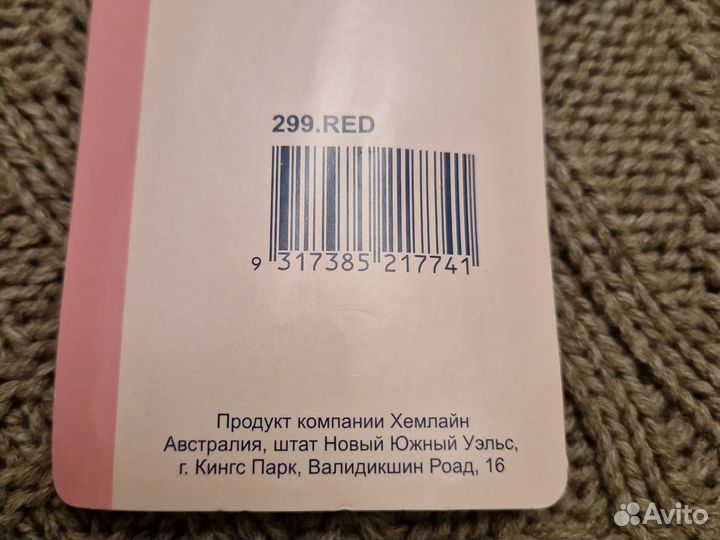 299.RED
9 317385 217741
Продукт компании Хемлайн
Австралия, штат Новый Южный Уэльс,
г. Кингс Парк, Валидикшин Роад, 16
Avito